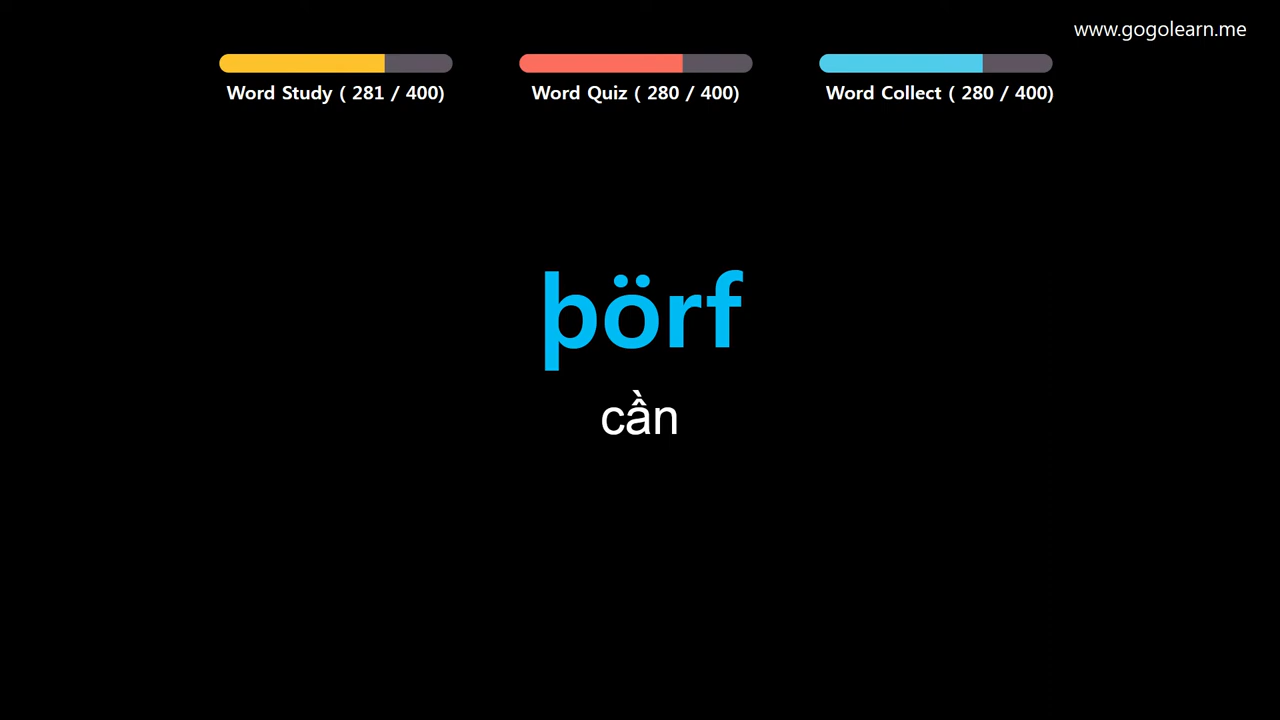 www.gogolearn.me
Word Study ( 281 / 400)
Word Quiz ( 280 / 400)
Word Collect ( 280 / 400)
þörf
cần